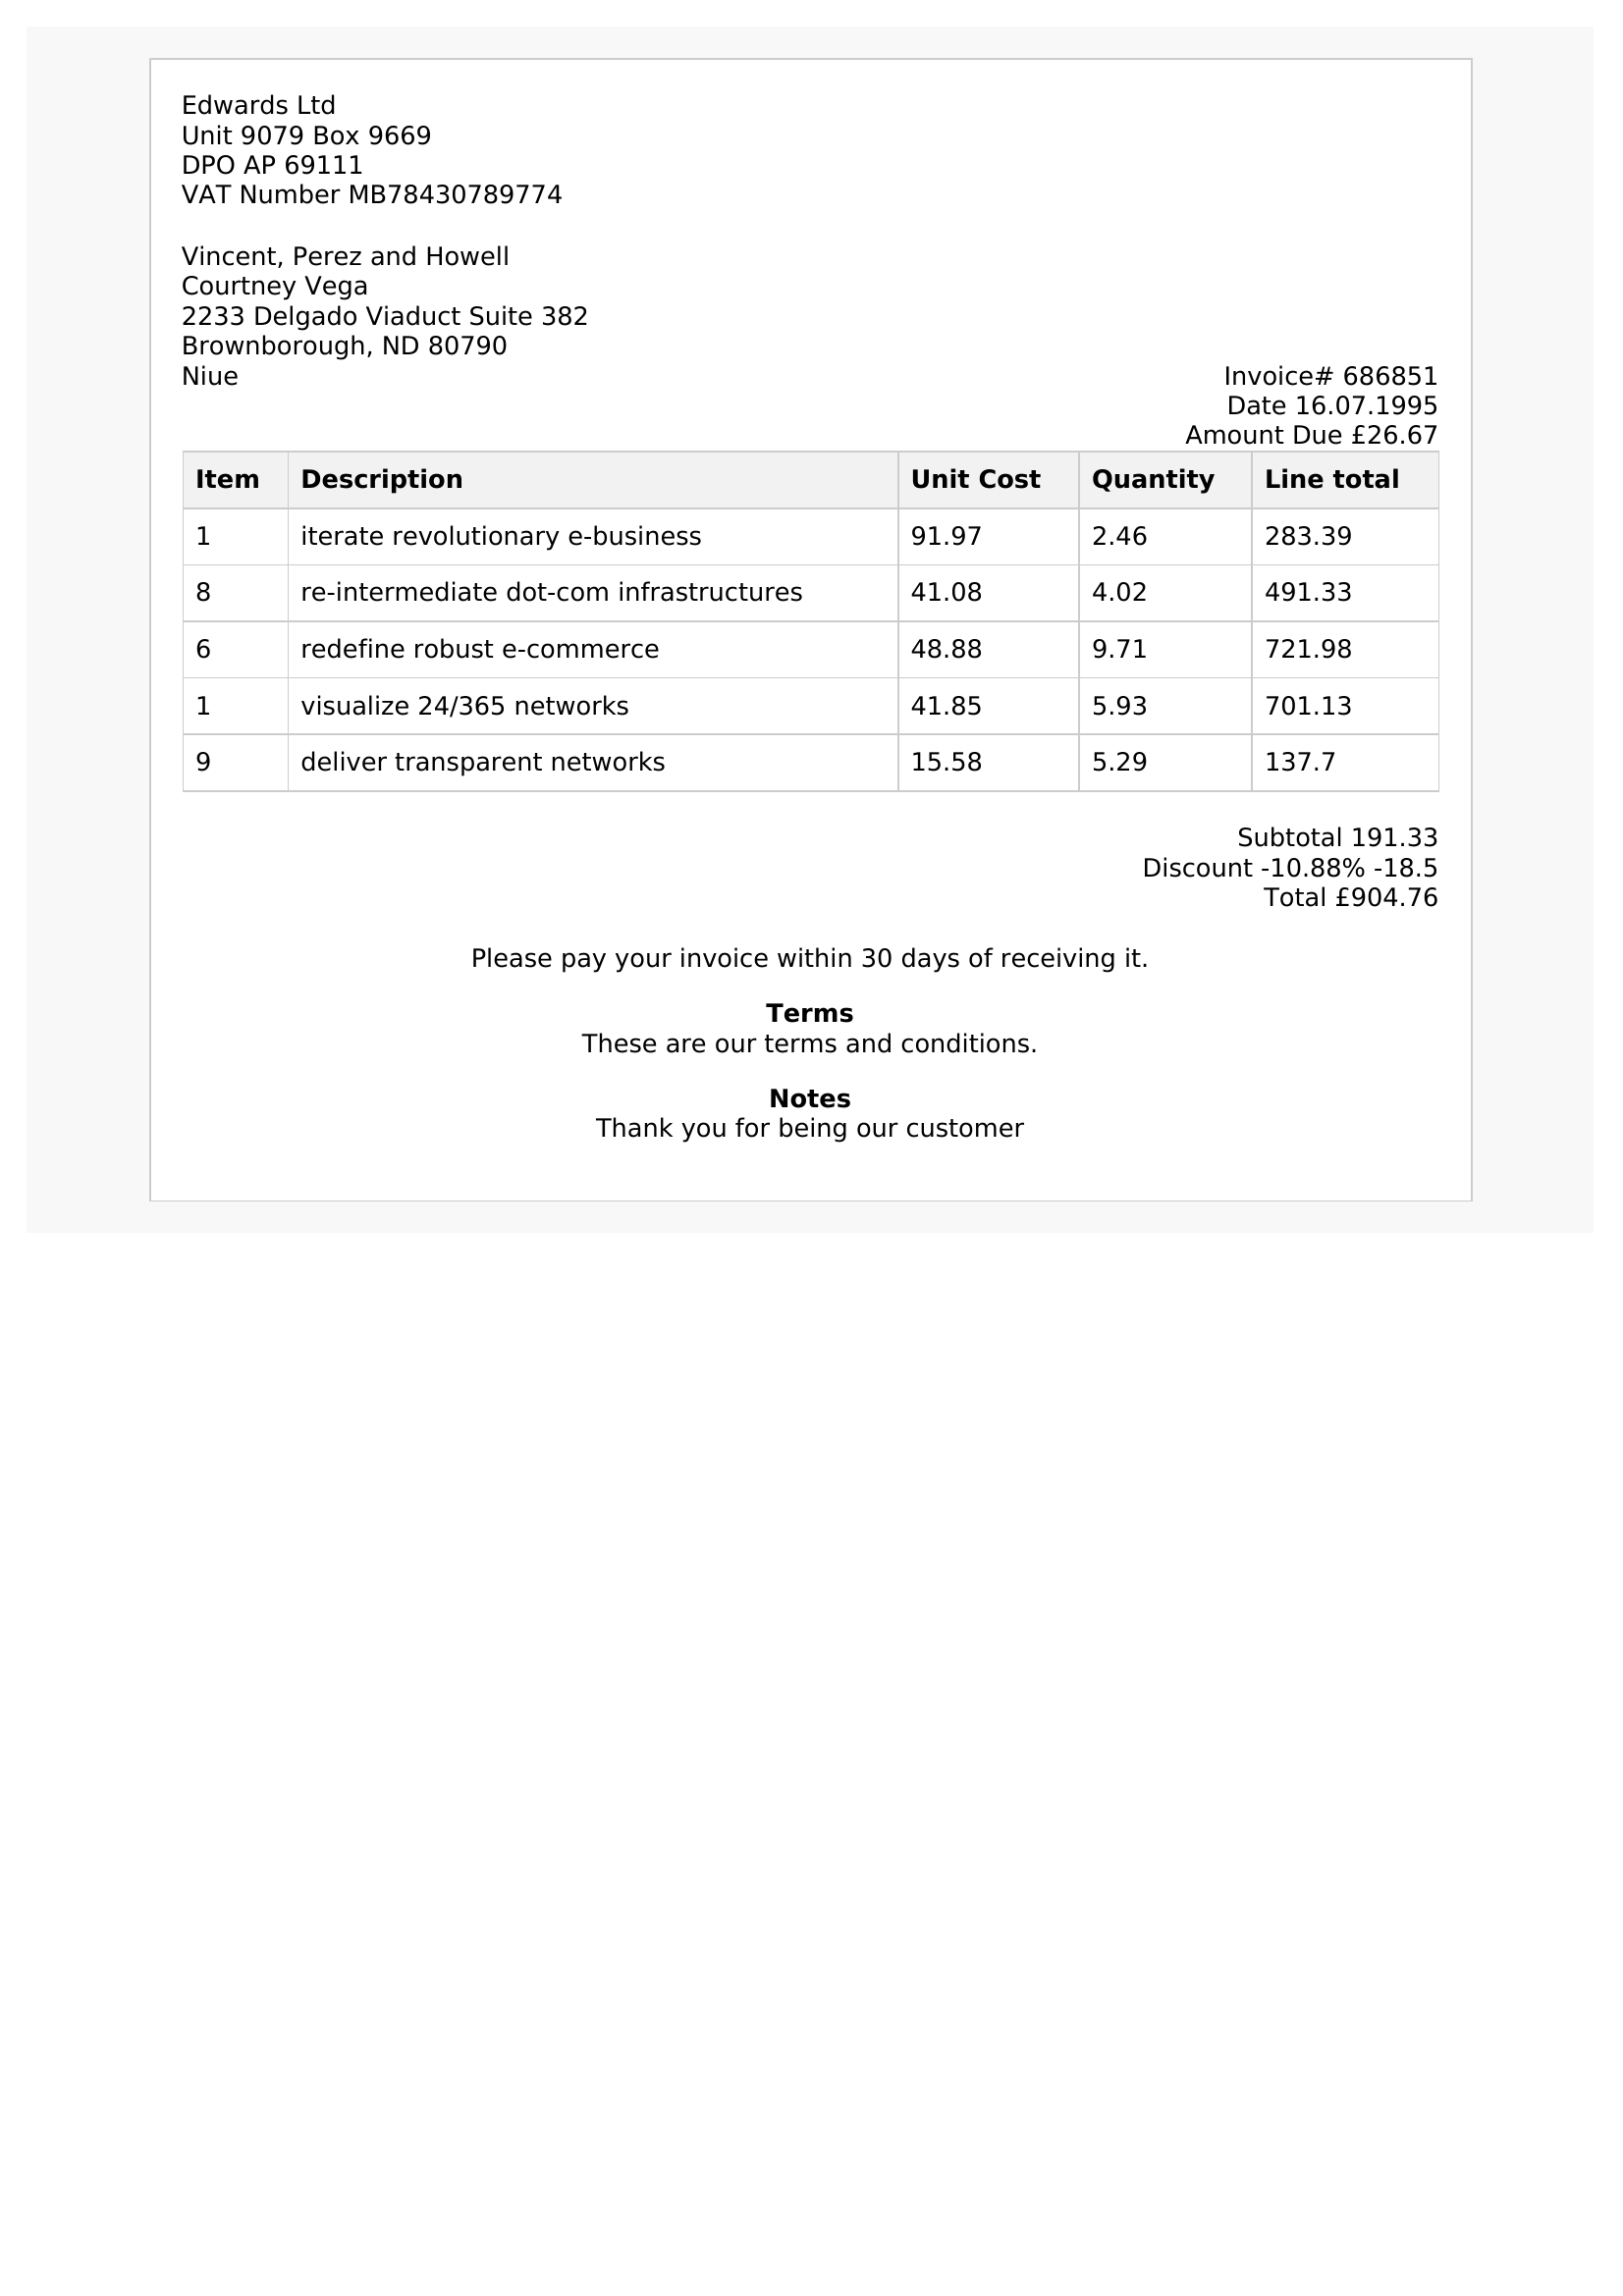 Edwards Ltd
Unit 9079 Box 9669
DPO AP 69111
VAT Number MB78430789774
Vincent, Perez and Howell
Courtney Vega
2233 Delgado Viaduct Suite 382
Brownborough, ND 80790
Niue
Invoice# 686851
Date 16.07.1995
Amount Due £26.67
Item Description Unit Cost Quantity Line total
1 iterate revolutionary e-business 91.97 2.46 283.39
8 re-intermediate dot-com infrastructures 41.08 4.02 491.33
6 redefine robust e-commerce 48.88 9.71 721.98
1 visualize 24/365 networks 41.85 5.93 701.13
9 deliver transparent networks 15.58 5.29 137.7
Subtotal 191.33
Discount -10.88% -18.5
Total £904.76
Please pay your invoice within 30 days of receiving it.
Terms
These are our terms and conditions.
Notes
Thank you for being our customer